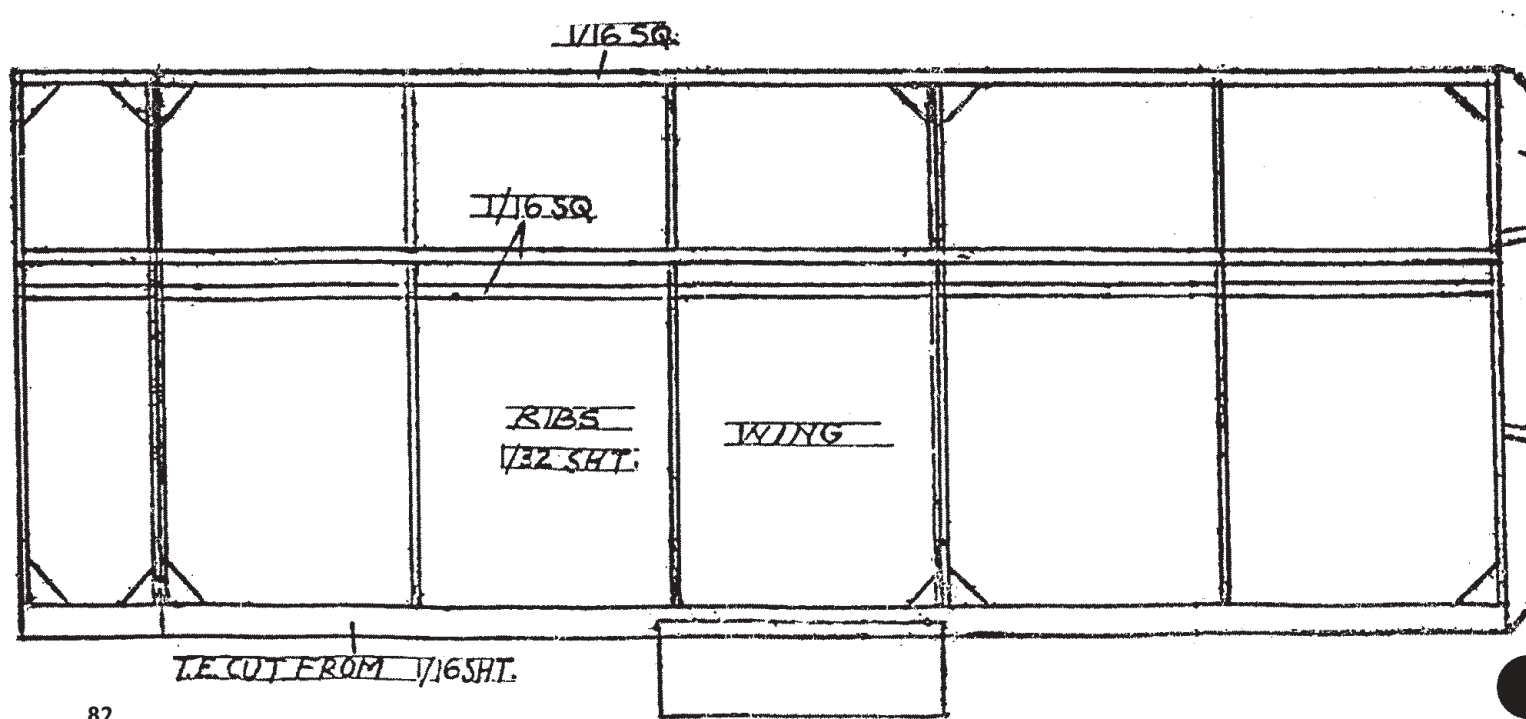 1/16 SQ.
1/16 SQ
RIBS
1/32 SHT.
WING
T.E. CUT FROM 1/16 SHT.
82